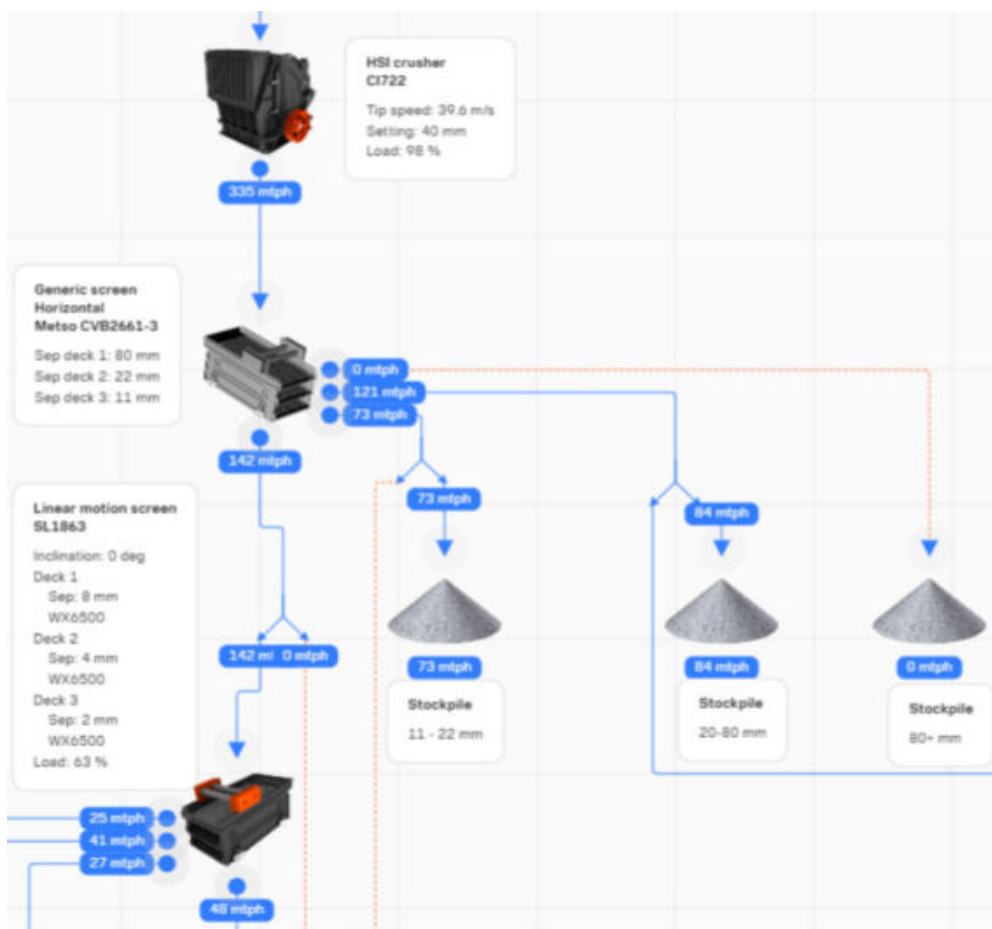 HSI crusher
CI722
Tip speed: 39.6 m/s
Setting: 40 mm
Load: 98 %
335 mtph
Generic screen
Horizontal
Metso CVB2661-3
Sep deck 1: 80 mm
Sep deck 2: 22 mm
Sep deck 3: 11 mm
0 mtph
121 mtph
73 mtph
142 mtph
73 mtph
84 mtph
Linear motion screen
SL1863
Inclination: 0 deg
Deck 1
Sep: 8 mm
WX6500
Deck 2
Sep: 4 mm
WX6500
Deck 3
Sep: 2 mm
WX6500
Load: 63 %
142 mt
0 mtph
73 mtph
Stockpile
11 - 22 mm
84 mtph
Stockpile
20-80 mm
0 mtph
Stockpile
80+ mm
25 mtph
41 mtph
27 mtph
48 mtph